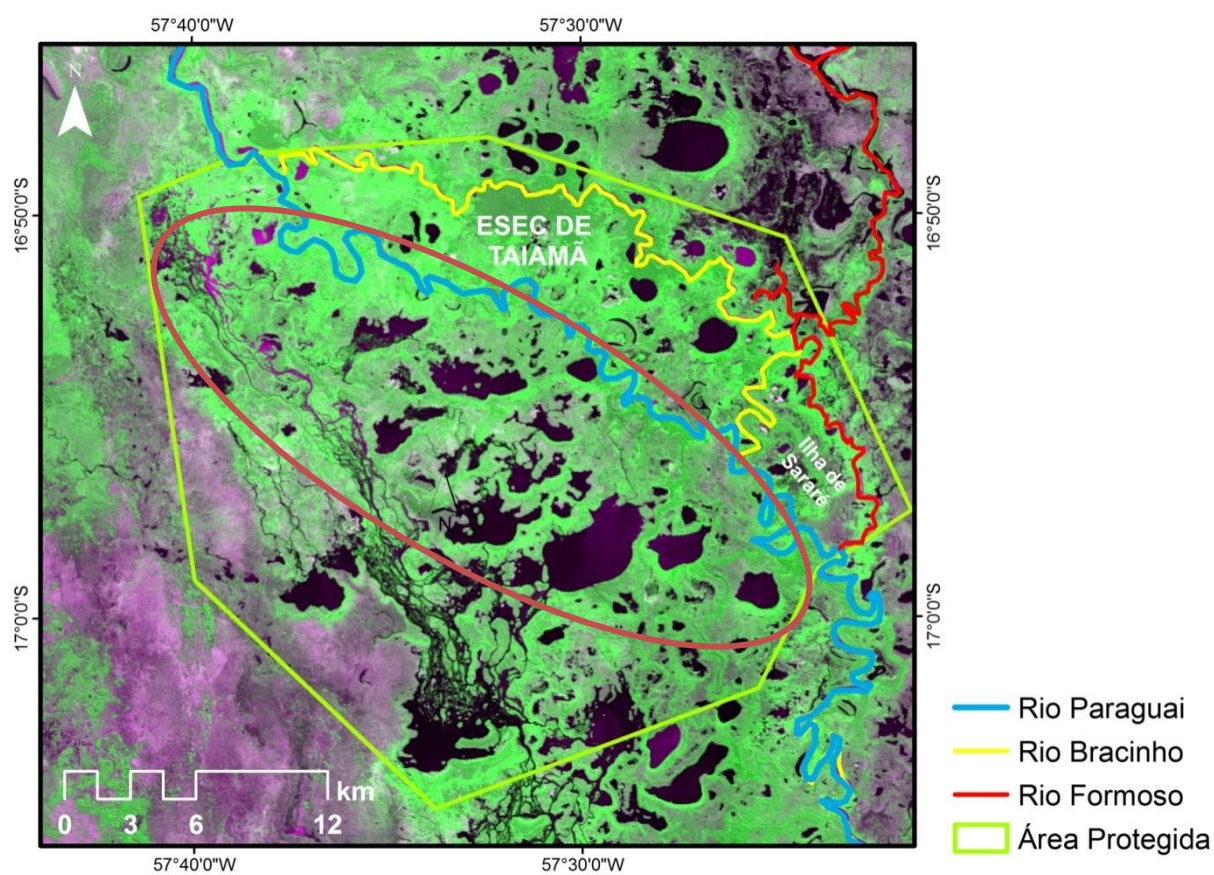 57°40'0"W 57°30'0"W
N
16°50'0"S
16°50'0"S
ESEC DE
TAIAMÃ
Ilha de
Sararé
N
17°0'0"S
17°0'0"S
km
0 3 6 12
57°40'0"W 57°30'0"W
Rio Paraguai
Rio Bracinho
Rio Formoso
Área Protegida